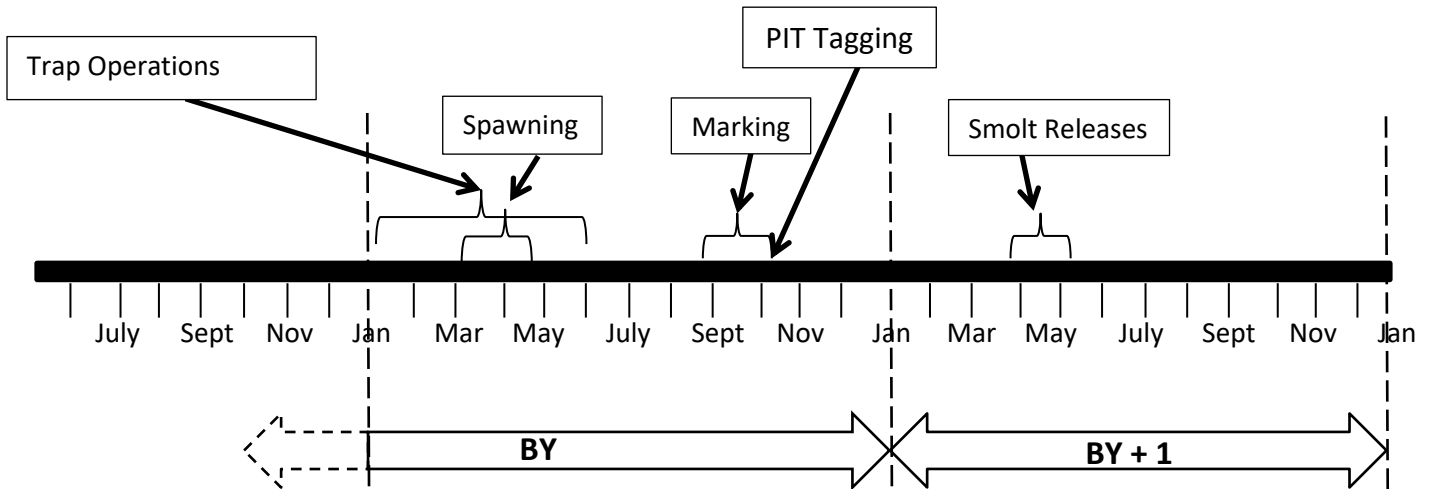 PIT Tagging
Trap Operations
Spawning
Marking
Smolt Releases
July Sept Nov Jan Mar May July Sept Nov Jan Mar May July Sept Nov Jan
BY BY + 1